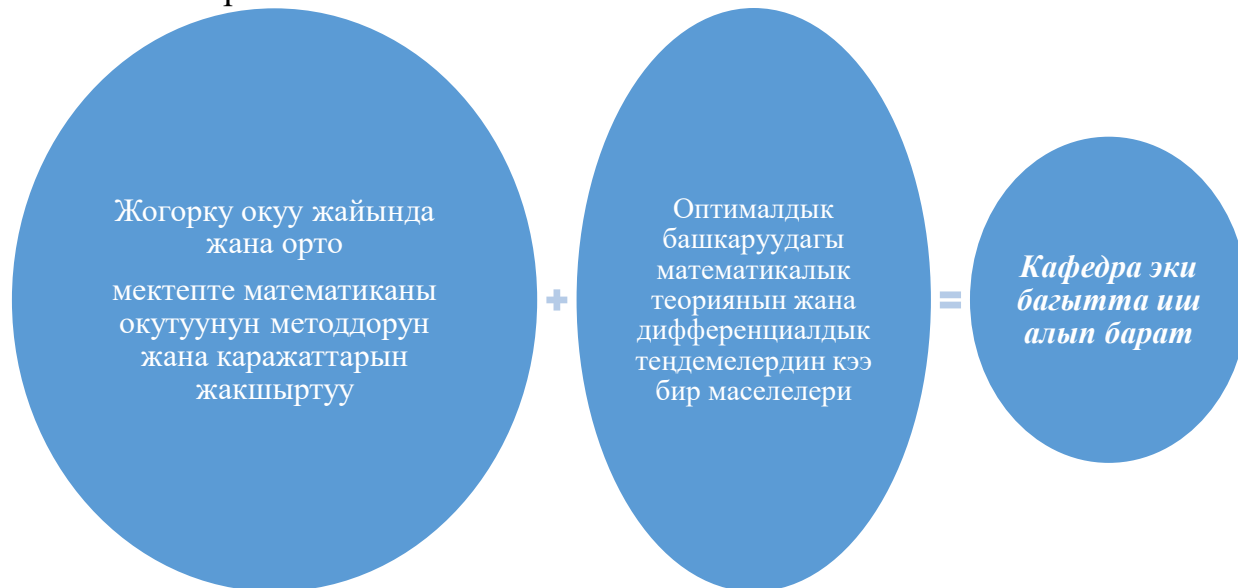 Жогорку окуу жайында
жана орто
мектепте математиканы
окутуунун методдорун
жана каражаттарын
жакшыртуу
+
Оптималдык
башкаруудагы
математикалык
теориянын жана
дифференциалдык
теңдемелердин кээ
бир маселелери
=
Кафедра эки
багытта иш
алып барат